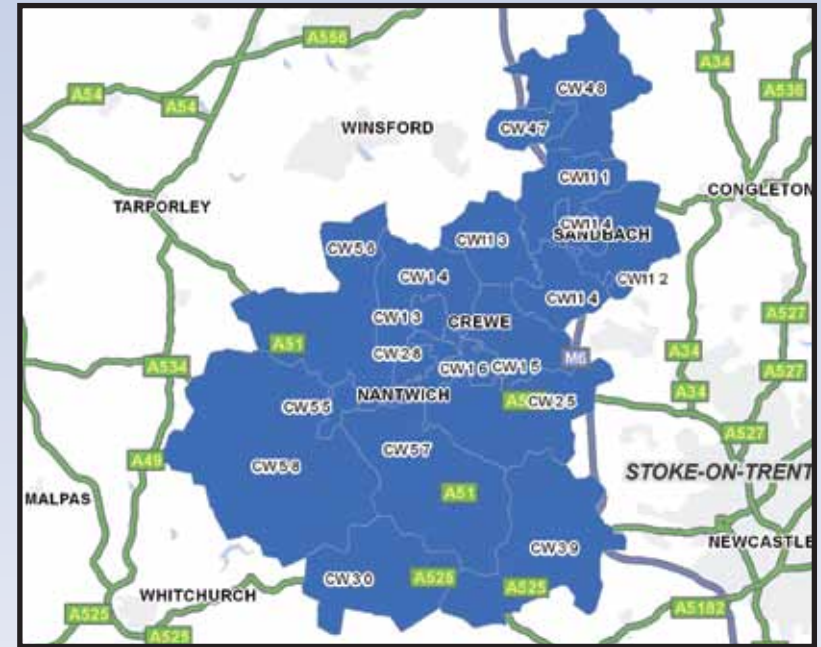 A556
A34
A54
A54
CW4 8
A536
WINSFORD
CW4 7
CW11 1
CONGLETON
TARPORLEY
CW11 4
SANDBACH
CW5 6
CW11 3
CW1 4
CW11 2
CW11 4
CW1 3
CREWE
A527
A51
A534
CW2 8
M6
A34
CW1 6
CW1 5
A527
NANTWICH
A34
CW5 5
CW2 5
A527
CW5 7
A49
CW5 8
STOKE-ON-TRENT
MALPAS
A51
CW3 9
NEWCASTLE
CW3 0
A525
A525
WHITCHURCH
A525
A5182
A525